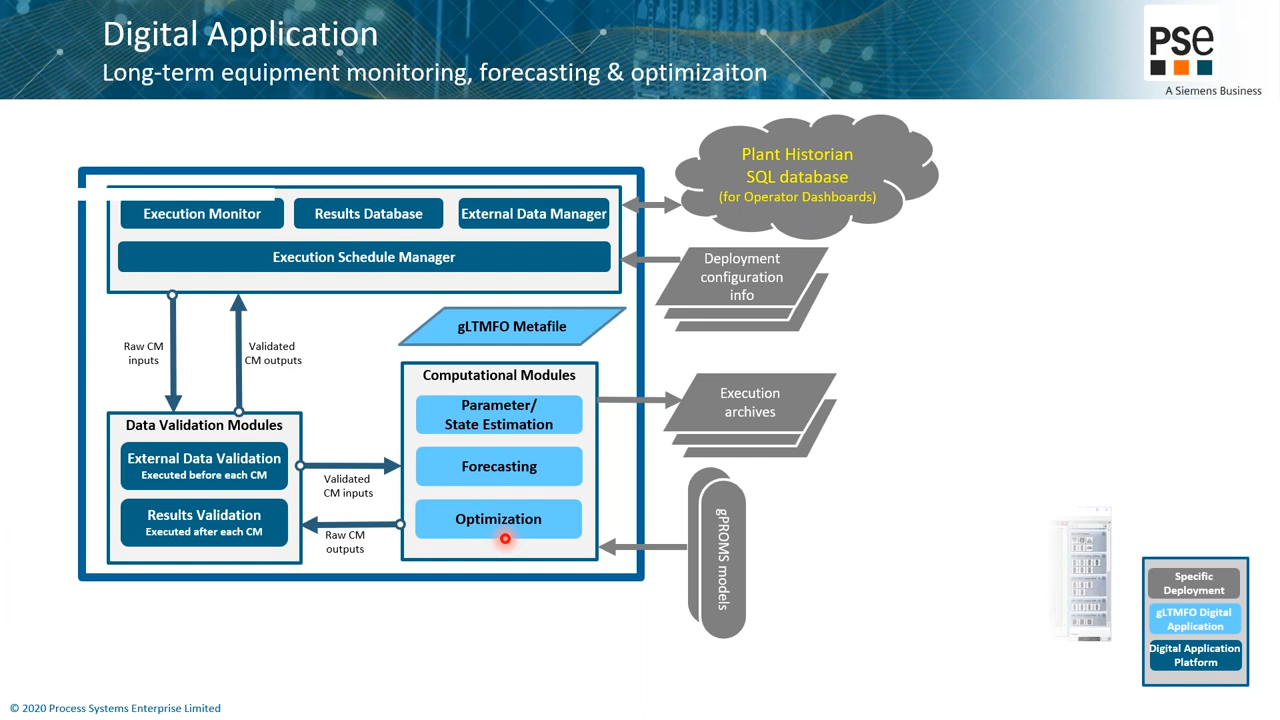 Digital Application
Long-term equipment monitoring, forecasting & optimizaiton
PSe
A Siemens Business
Plant Historian
SQL database
(for Operator Dashboards)
Execution Monitor
Results Database
External Data Manager
Execution Schedule Manager
Deployment
configuration
info
gLTMFO Metafile
Raw CM
inputs
Validated
CM outputs
Computational Modules
Parameter/
State Estimation
Forecasting
Optimization
Execution
archives
Data Validation Modules
External Data Validation
Executed before each CM
Results Validation
Executed after each CM
Validated
CM inputs
Raw CM
outputs
gPROMS models
Specific
Deployment
gLTMFO Digital
Application
Digital Application
Platform
© 2020 Process Systems Enterprise Limited